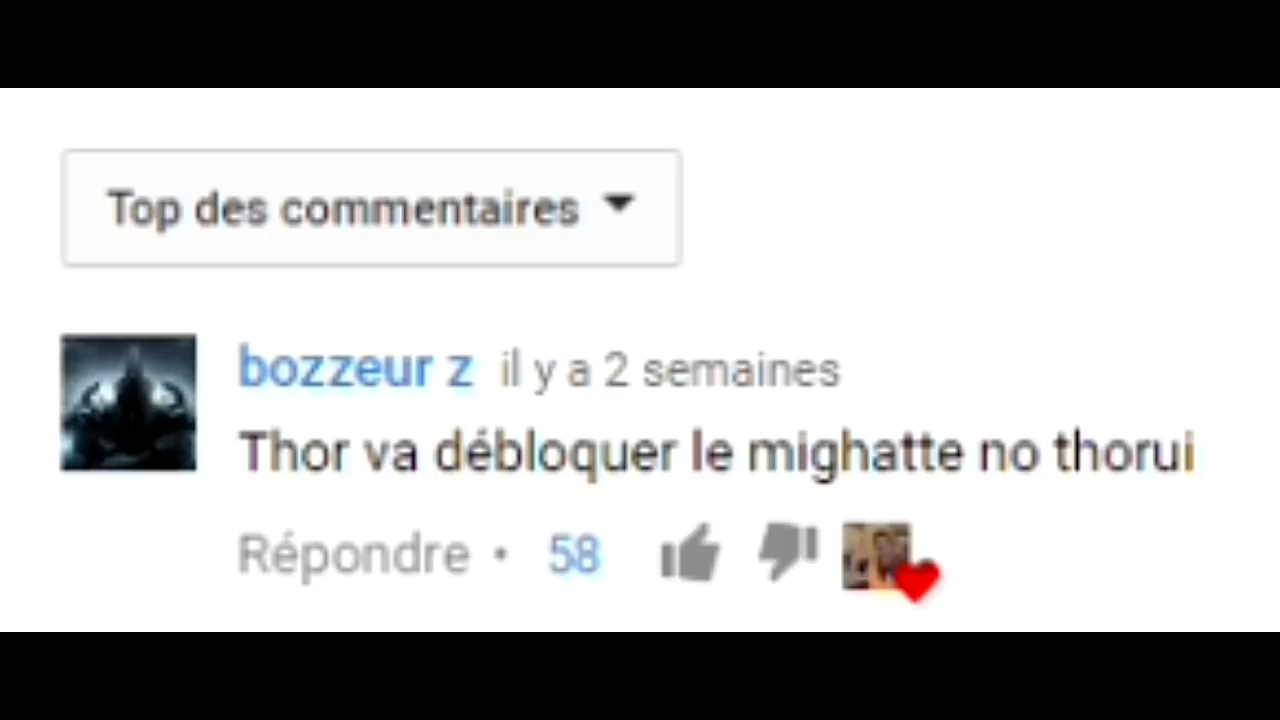 Top des commentaires
bozzeur z il y a 2 semaines
Thor va débloquer le mighatte no thorui
Répondre • 58